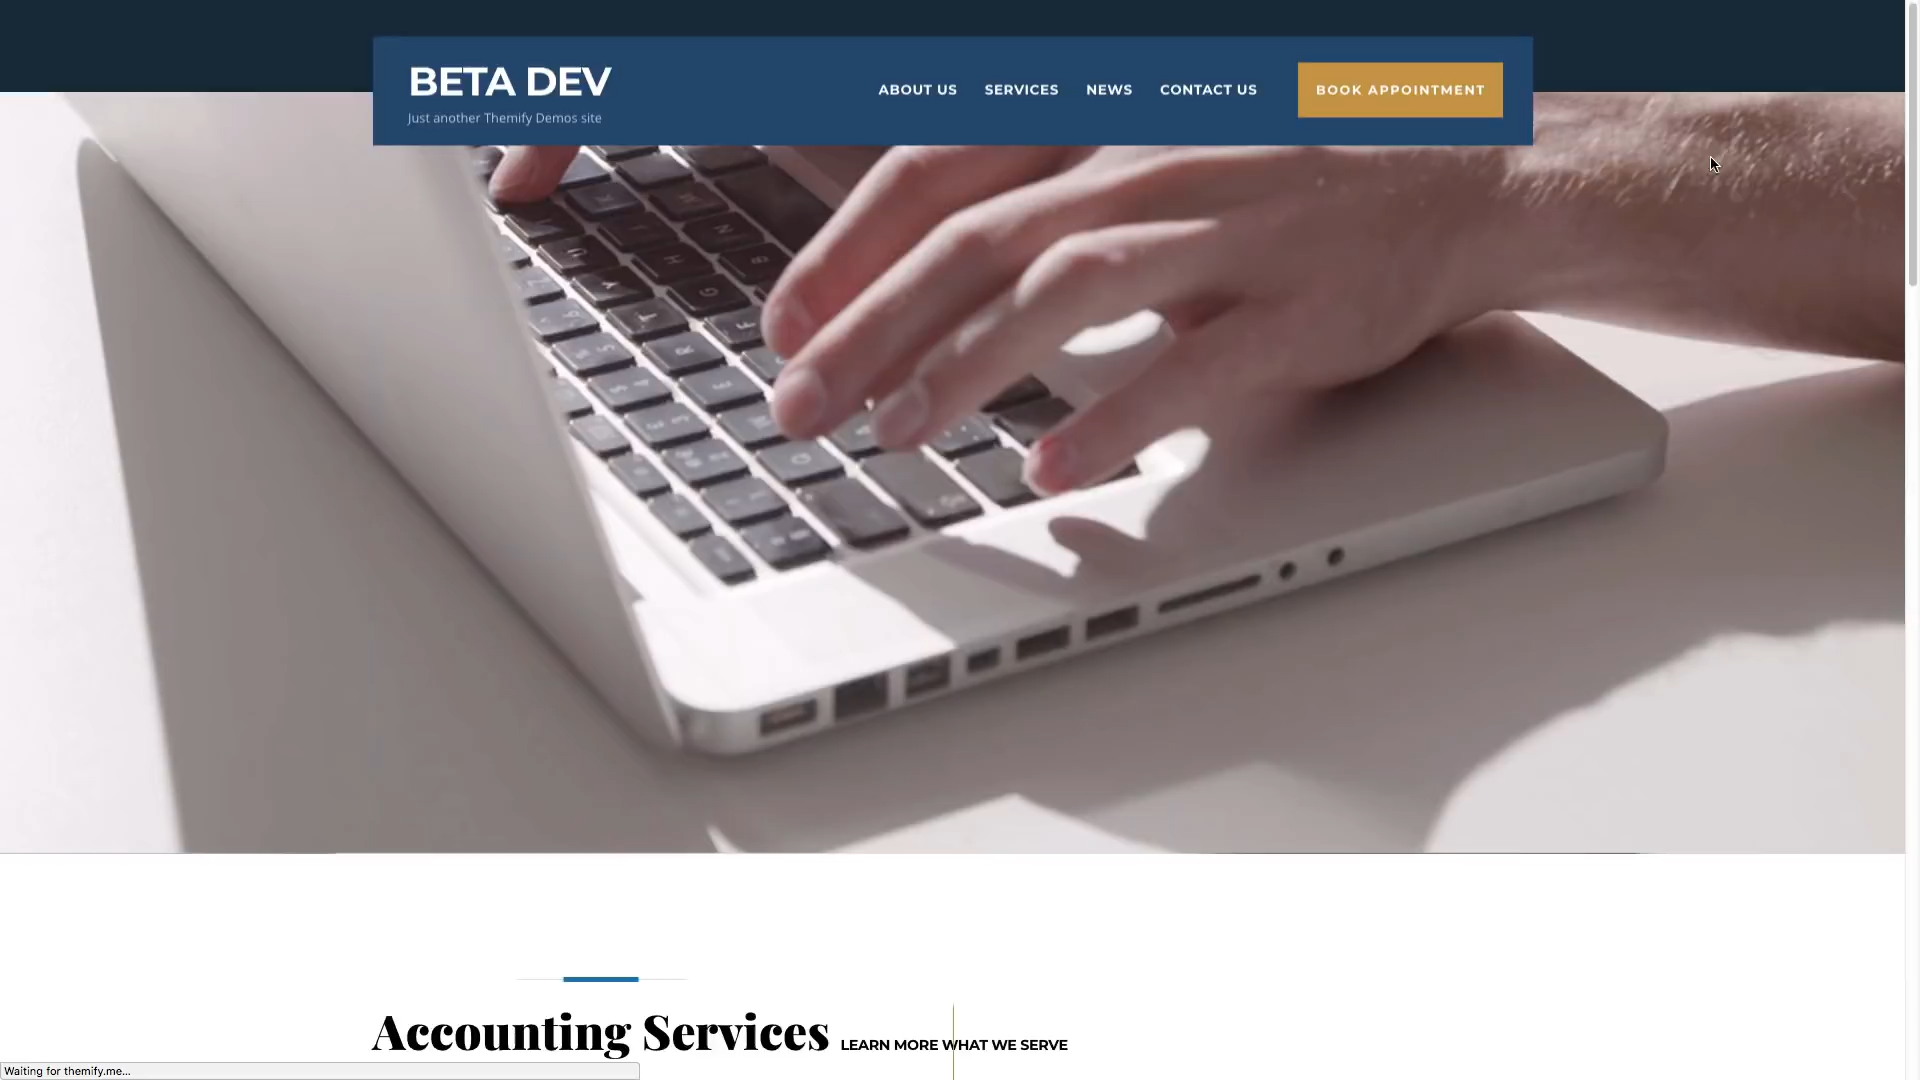 BETA DEV
Just another Themify Demos site
ABOUT US SERVICES NEWS CONTACT US BOOK APPOINTMENT
Accounting Services LEARN MORE WHAT WE SERVE
Waiting for themify.me...